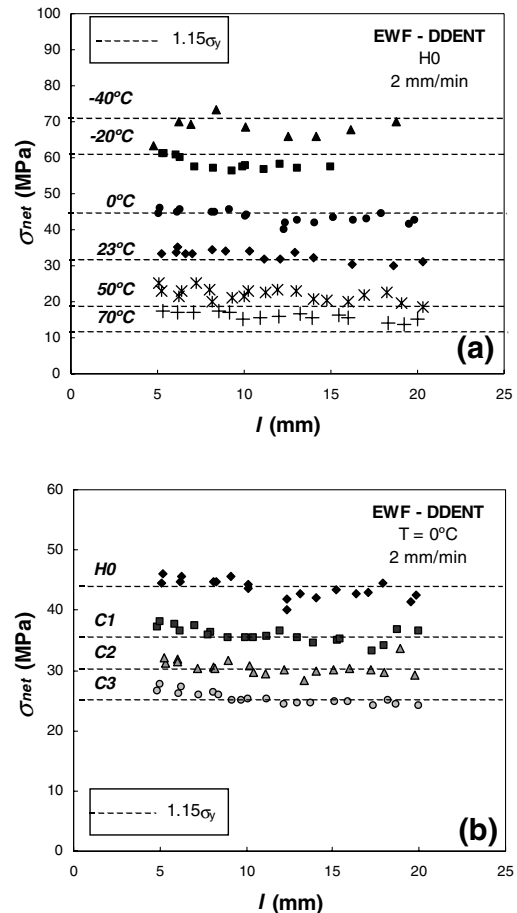 (a)
1.15σy
EWF - DDENT
H0
2 mm/min
100
90
80
70
60
50
40
30
20
10
0
σnet (MPa)
-40ºC
-20ºC
0ºC
23ºC
50ºC
70ºC
(a)
0 5 10 15 20 25
l (mm)
60
50
40
30
20
10
0
σnet (MPa)
EWF - DDENT
T = 0ºC
2 mm/min
H0
C1
C2
C3
1.15σy
(b)
0 5 10 15 20 25
l (mm)